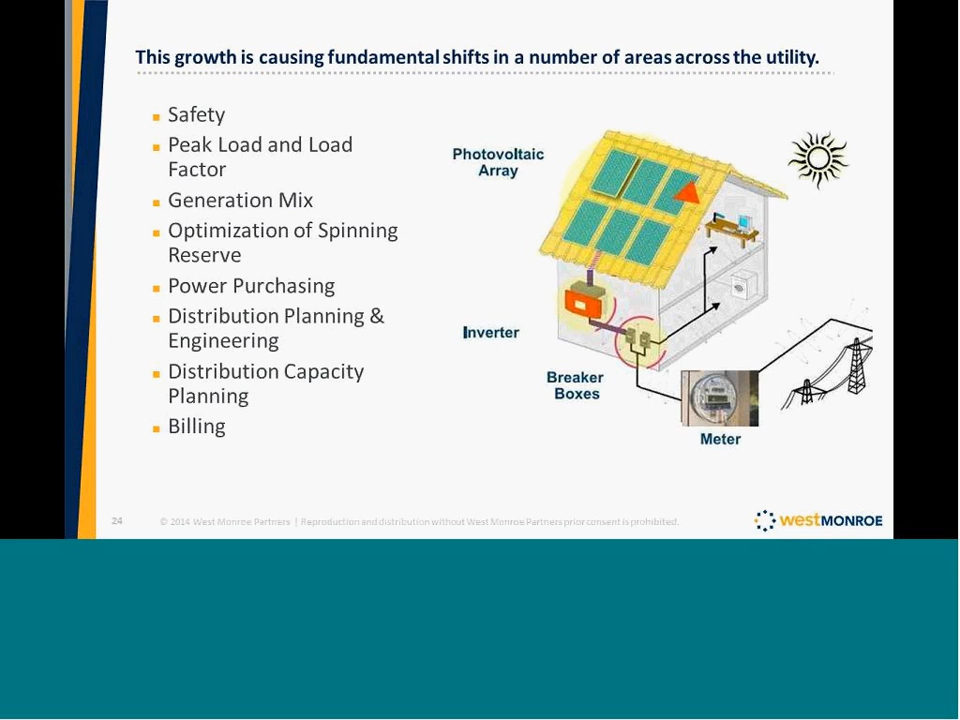 This growth is causing fundamental shifts in a number of areas across the utility.
Safety
Peak Load and Load
Factor
Generation Mix
Optimization of Spinning
Reserve
Power Purchasing
Distribution Planning &
Engineering
Distribution Capacity
Planning
Billing
Photovoltaic
Array
Inverter
Breaker
Boxes
Meter
24
© 2014 West Monroe Partners | Reproduction and distribution without West Monroe Partners prior consent is prohibited.
westMONROE